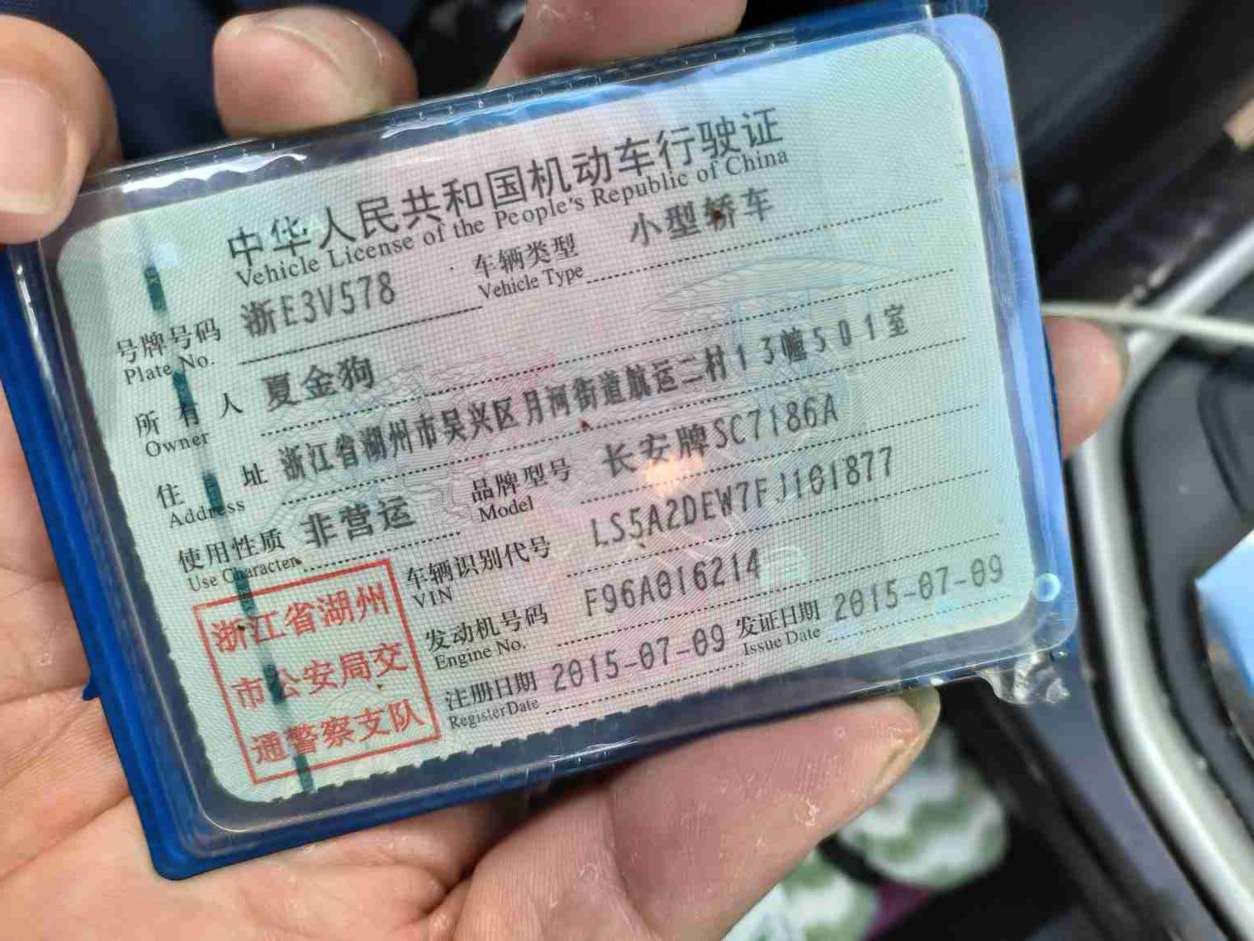 中华人民共和国机动车行驶证
Vehicle License of the People's Republic of China
号牌号码 浙E3V578 车辆类型 小型轿车
Plate No. Vehicle Type
所有人 夏金狗
Owner
住址 浙江省湖州市吴兴区月河街道航运二村13幢501室
Address
使用性质 非营运 品牌型号 长安牌SC7186A
Use Character Model
车辆识别代号 LS5A2DEW7FJ101877
VIN
发动机号码 F96A016214
Engine No.
注册日期 2015-07-09 发证日期 2015-07-09
Register Date Issue Date
浙江省湖州
市公安局交
通警察支队